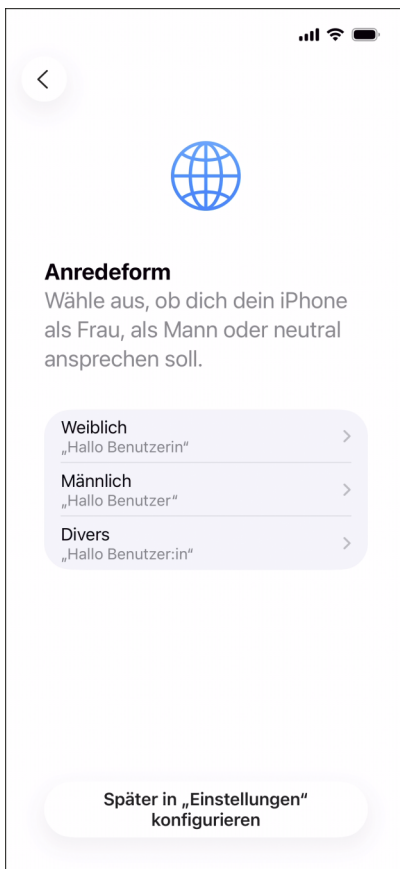 Anredeform
Wähle aus, ob dich dein iPhone
als Frau, als Mann oder neutral
ansprechen soll.
Weiblich
„Hallo Benutzerin“
Männlich
„Hallo Benutzer“
Divers
„Hallo Benutzer:in“
Später in „Einstellungen“
konfigurieren